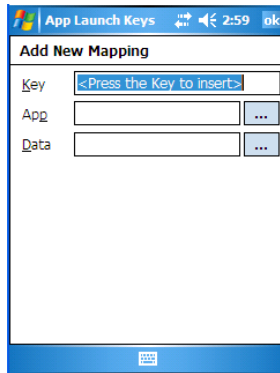 App Launch Keys 2:59 ok
Add New Mapping
Key <Press the Key to insert>
App ...
Data ...